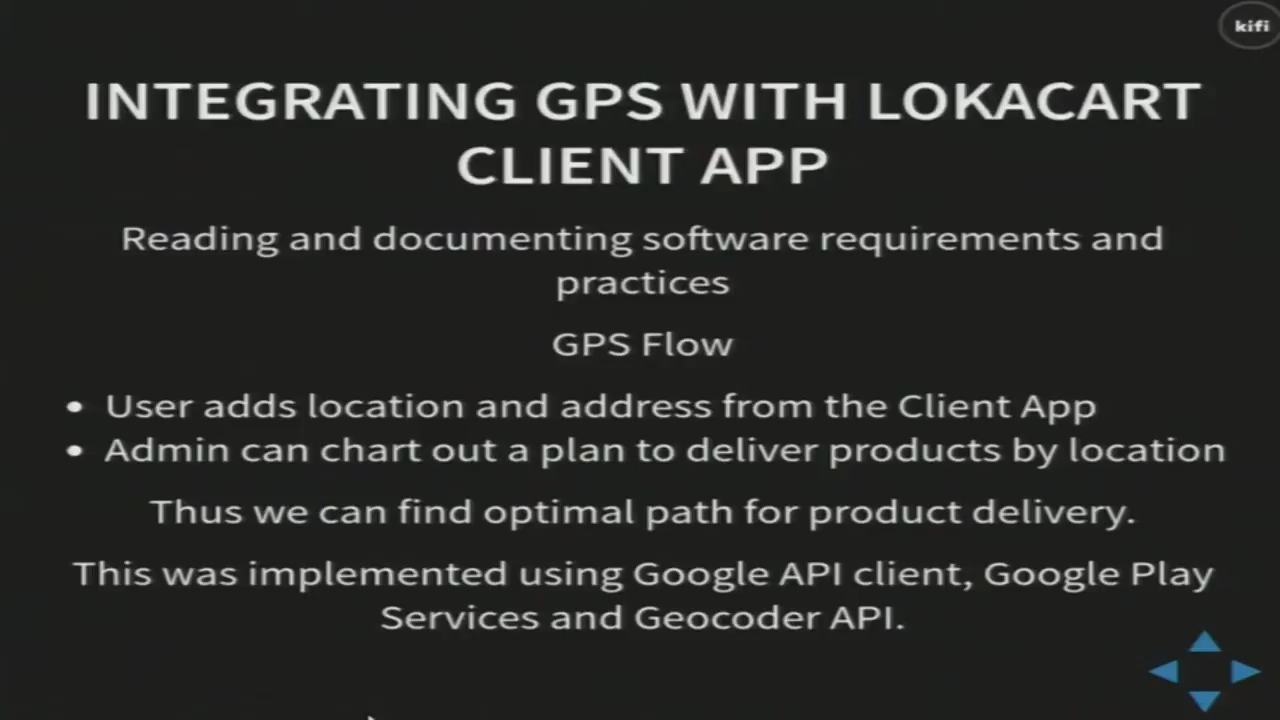 kifi
INTEGRATING GPS WITH LOKACART
CLIENT APP
Reading and documenting software requirements and
practices
GPS Flow
• User adds location and address from the Client App
• Admin can chart out a plan to deliver products by location
Thus we can find optimal path for product delivery.
This was implemented using Google API client, Google Play
Services and Geocoder API.